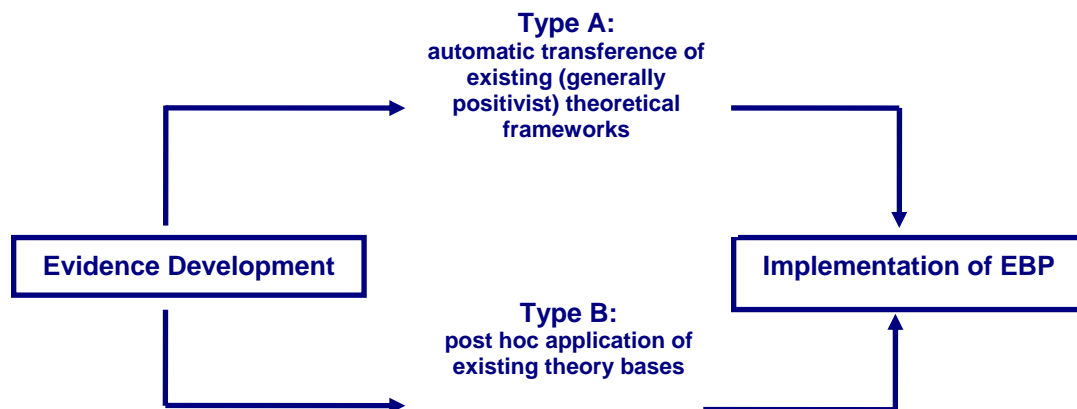 Type A:
automatic transference of
existing (generally
positivist) theoretical
frameworks
Evidence Development
Implementation of EBP
Type B:
post hoc application of
existing theory bases